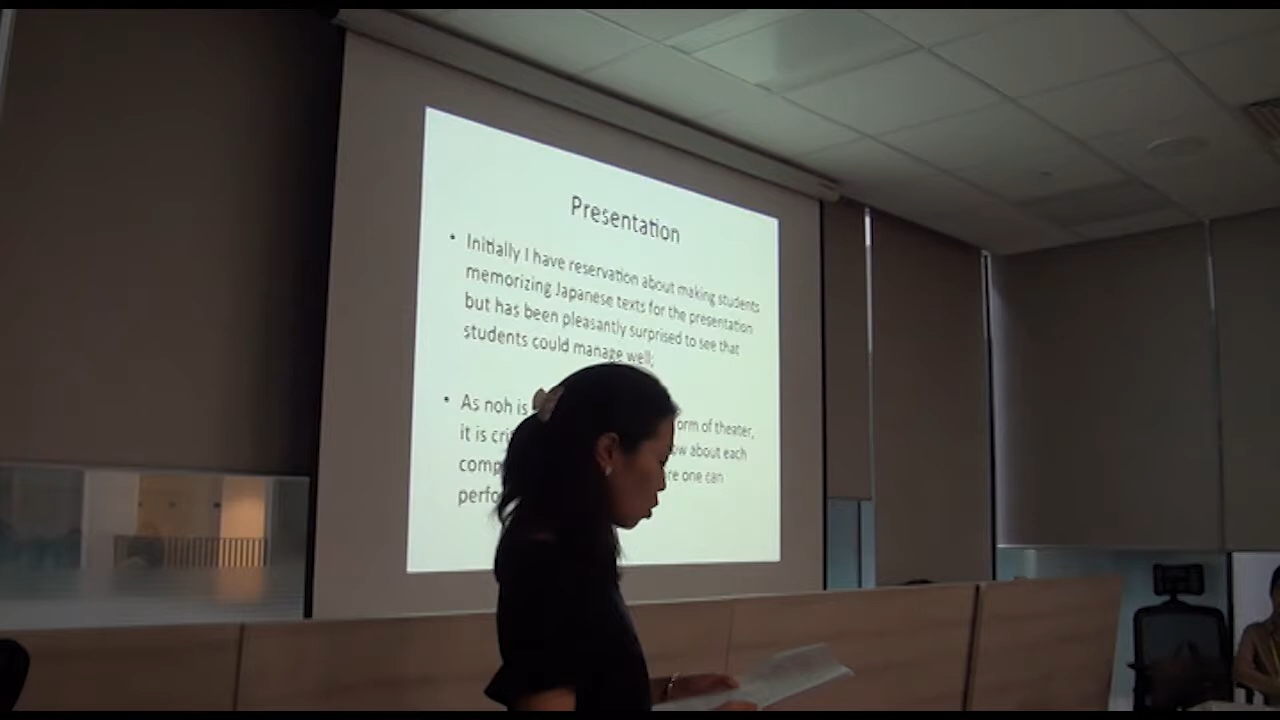 Presentation
• Initially I have reservation about making students
memorizing Japanese texts for the presentation
but has been pleasantly surprised to see that
students could manage well;
• As noh is orm of theater,
it is cri ow about each
comp re one can
perfo